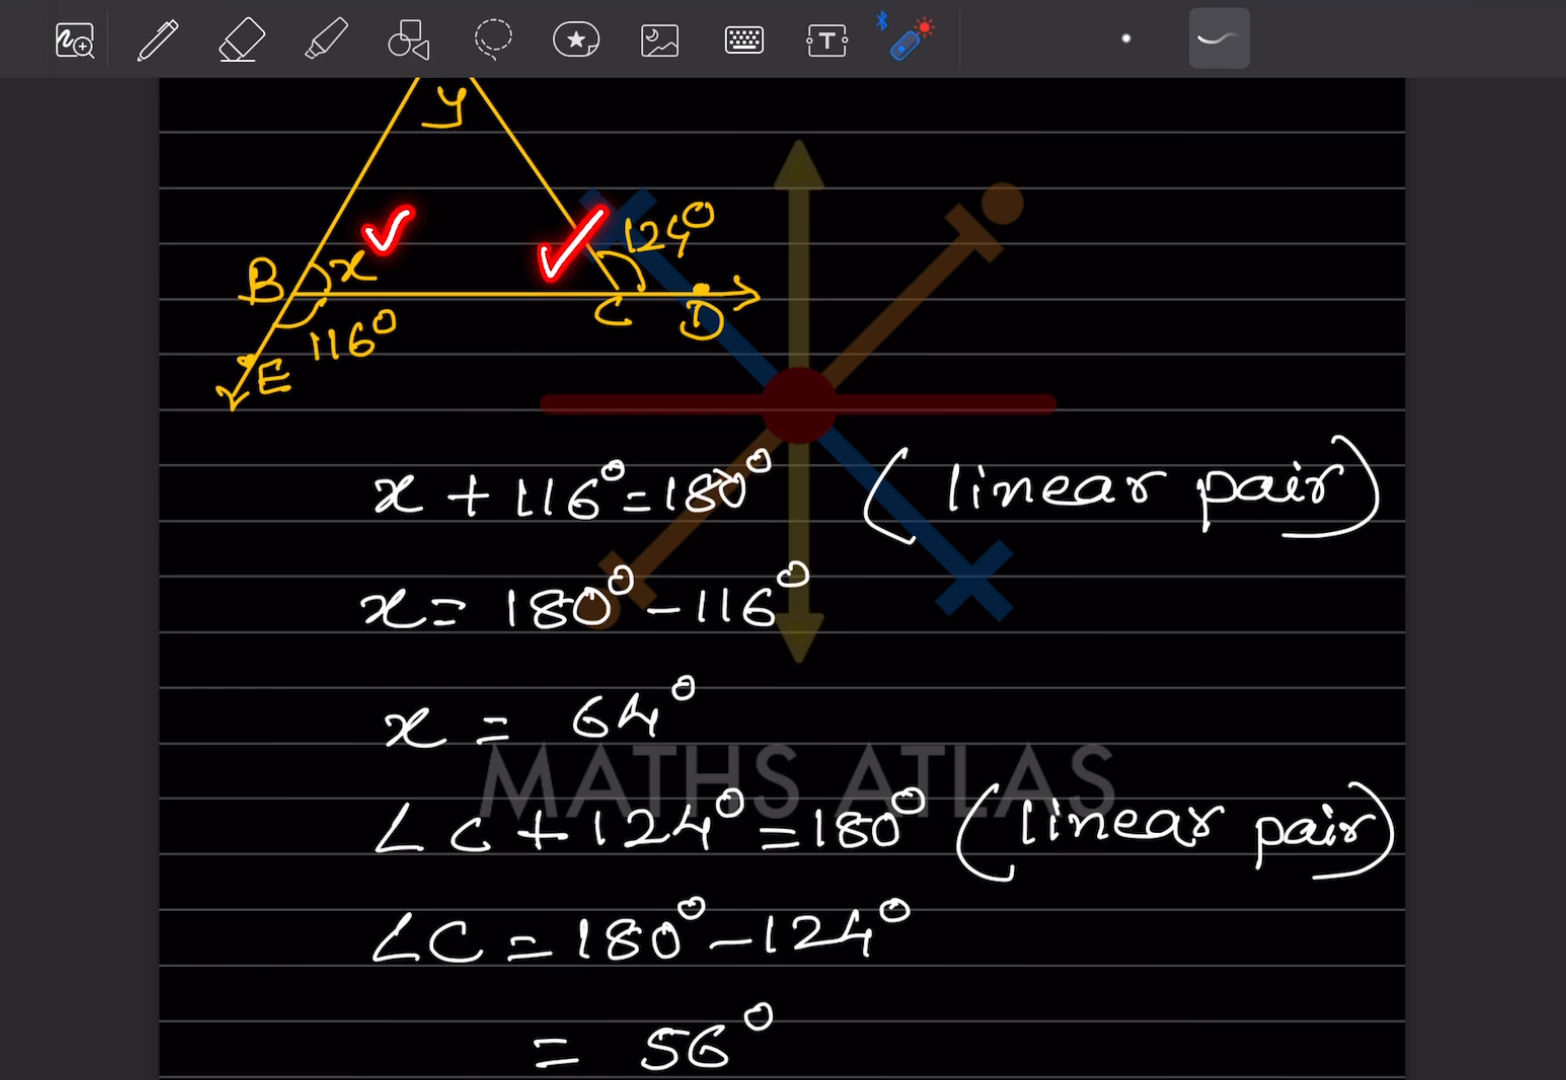 y
124°
B x
C D
116°
E
x + 116° = 180° (linear pair)
x = 180° - 116°
x = 64°
MATHS ATLAS
∠C + 124° = 180° (linear pair)
∠C = 180° - 124°
= 56°